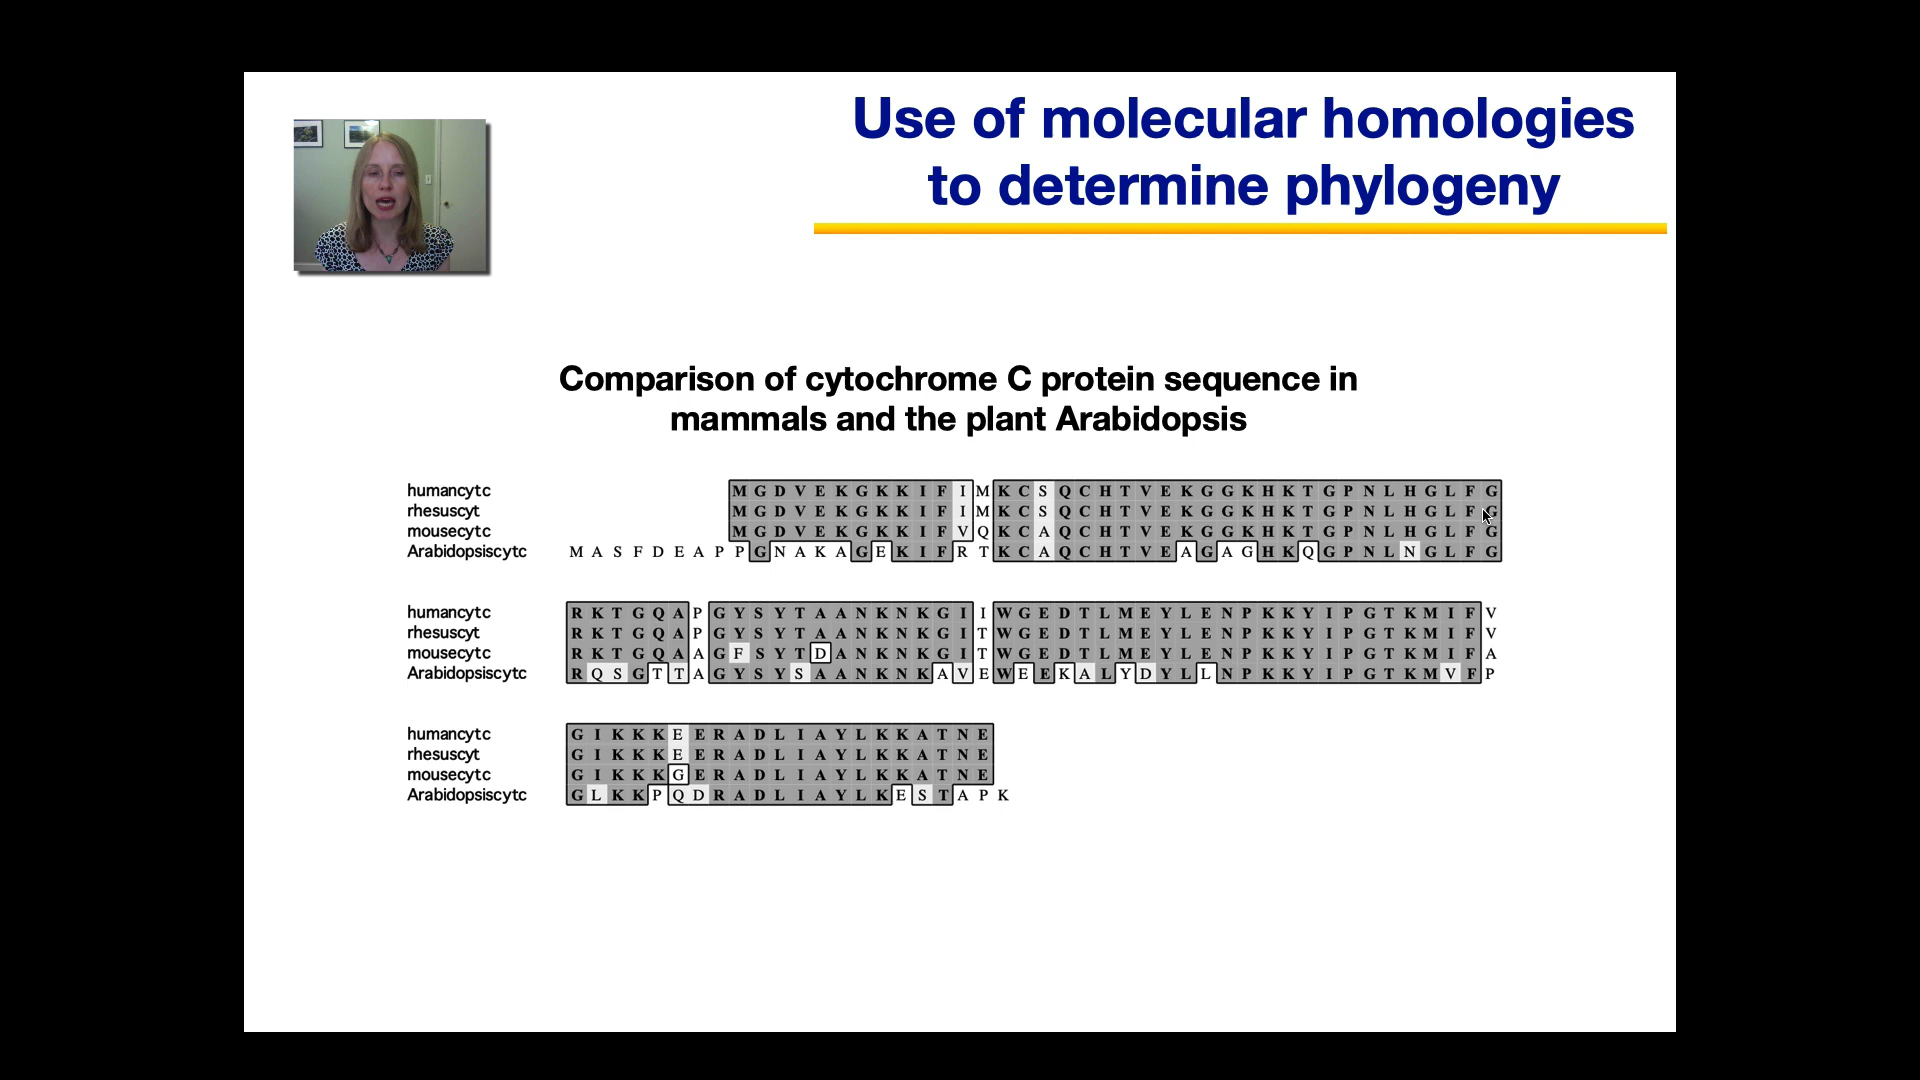 Use of molecular homologies
to determine phylogeny
Comparison of cytochrome C protein sequence in
mammals and the plant Arabidopsis
humancytc M G D V E K G K K I F I M K C S Q C H T V E K G G K H K T G P N L H G L F G
rhesuscyt M G D V E K G K K I F I M K C S Q C H T V E K G G K H K T G P N L H G L F G
mousecytc M G D V E K G K K I F V Q K C A Q C H T V E K G G K H K T G P N L H G L F G
Arabidopsiscytc M A S F D E A P P G N A K A G E K I F R T K C A Q C H T V E A G A G H K Q G P N L N G L F G
humancytc R K T G Q A P G Y S Y T A A N K N K G I I W G E D T L M E Y L E N P K K Y I P G T K M I F V
rhesuscyt R K T G Q A P G Y S Y T A A N K N K G I T W G E D T L M E Y L E N P K K Y I P G T K M I F V
mousecytc R K T G Q A A G F S Y T D A N K N K G I T W G E D T L M E Y L E N P K K Y I P G T K M I F A
Arabidopsiscytc R Q S G T T A G Y S Y S A A N K N K A V E W E E K A L Y D Y L L N P K K Y I P G T K M V F P
humancytc G I K K K E E R A D L I A Y L K K A T N E
rhesuscyt G I K K K E E R A D L I A Y L K K A T N E
mousecytc G I K K K G E R A D L I A Y L K K A T N E
Arabidopsiscytc G L K K P Q D R A D L I A Y L K E S T A P K